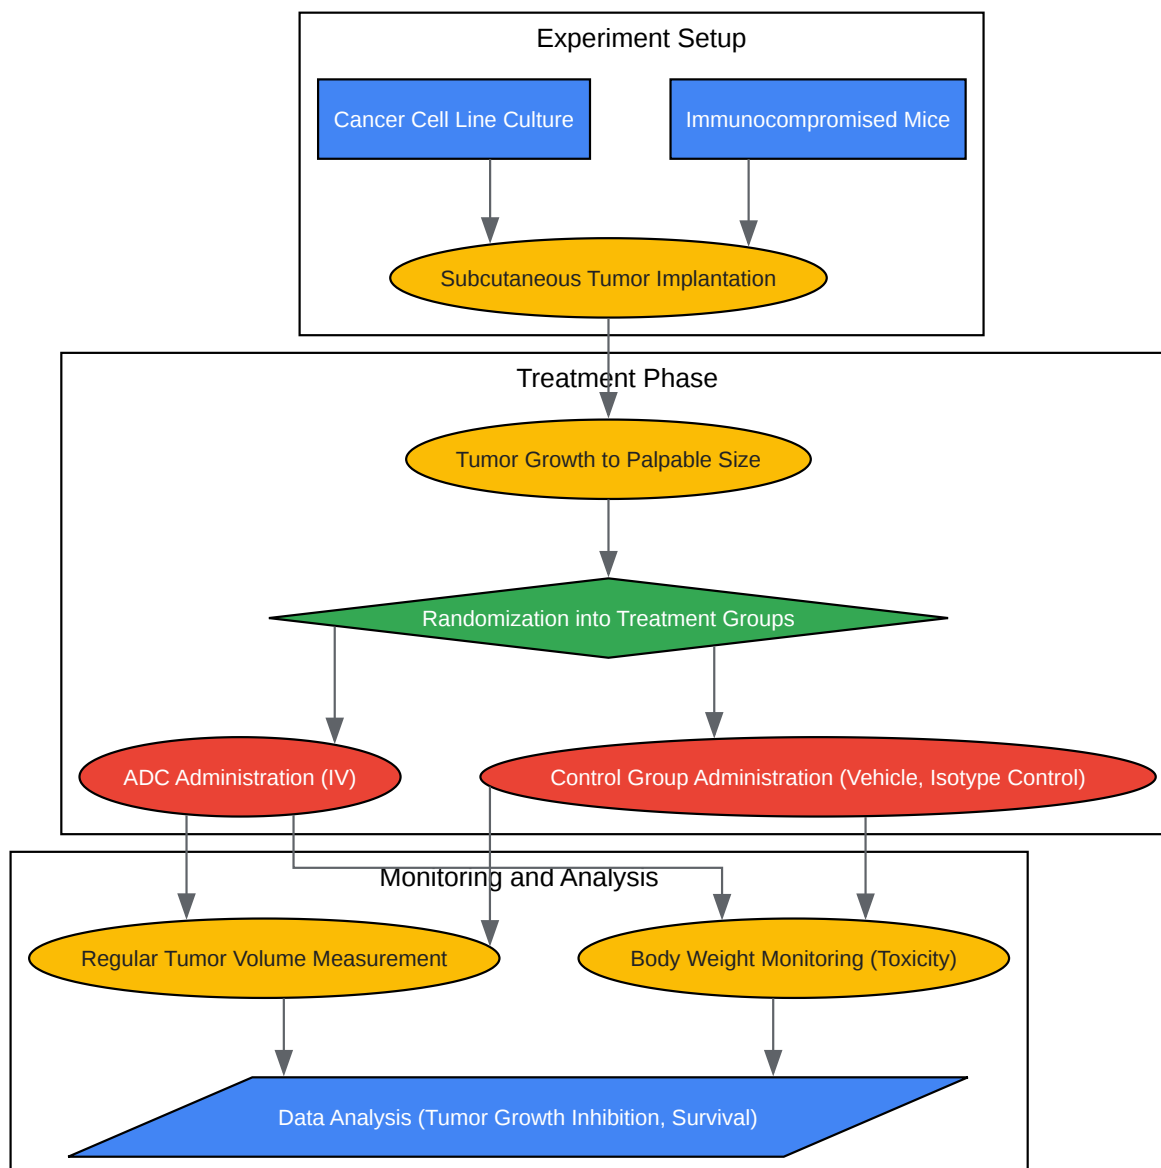 Experiment Setup
Cancer Cell Line Culture
Immunocompromised Mice
Subcutaneous Tumor Implantation
Treatment Phase
Tumor Growth to Palpable Size
Randomization into Treatment Groups
ADC Administration (IV)
Control Group Administration (Vehicle, Isotype Control)
Monitoring and Analysis
Regular Tumor Volume Measurement
Body Weight Monitoring (Toxicity)
Data Analysis (Tumor Growth Inhibition, Survival)